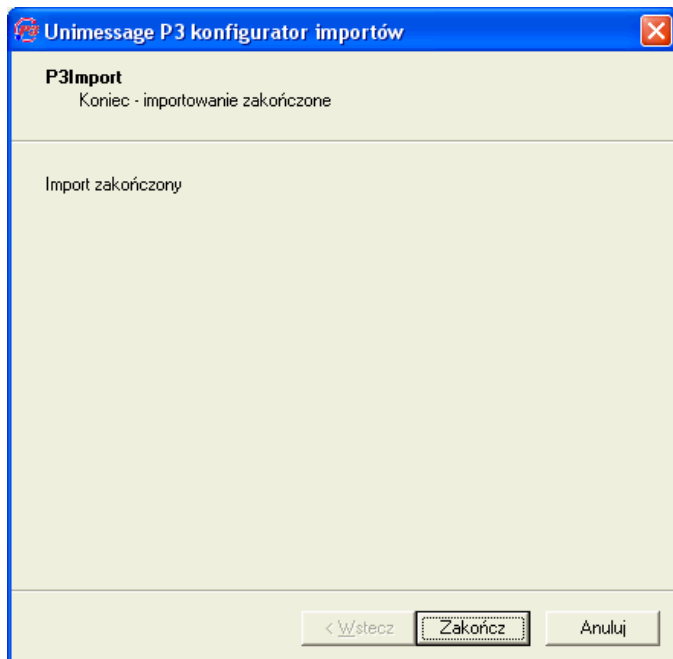 Unimessage P3 konfigurator importów
P3Import
Koniec - importowanie zakończone
Import zakończony
< Wstecz Zakończ Anuluj